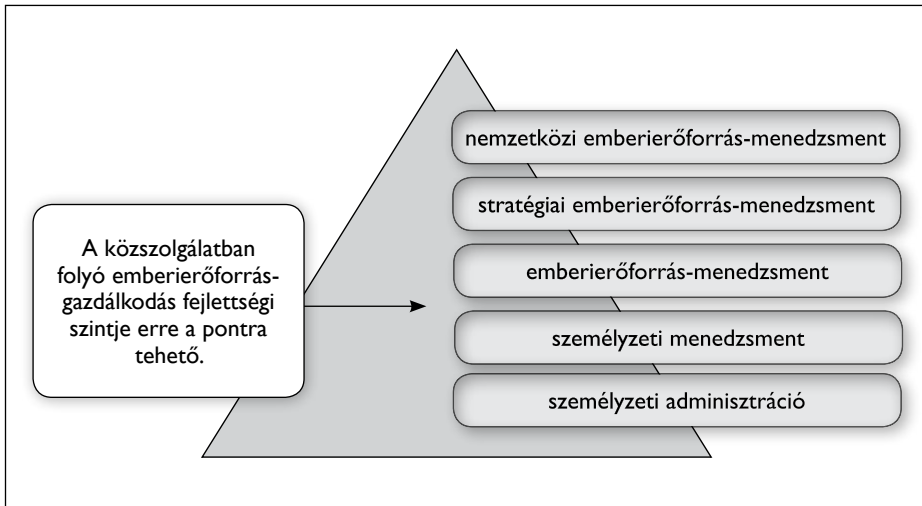 nemzetközi emberierőforrás-menedzsment
stratégiai emberierőforrás-menedzsment
A közszolgálatban
folyó emberierőforrás-
gazdálkodás fejlettségi
szintje erre a pontra
tehető.
emberierőforrás-menedzsment
személyzeti menedzsment
személyzeti adminisztráció